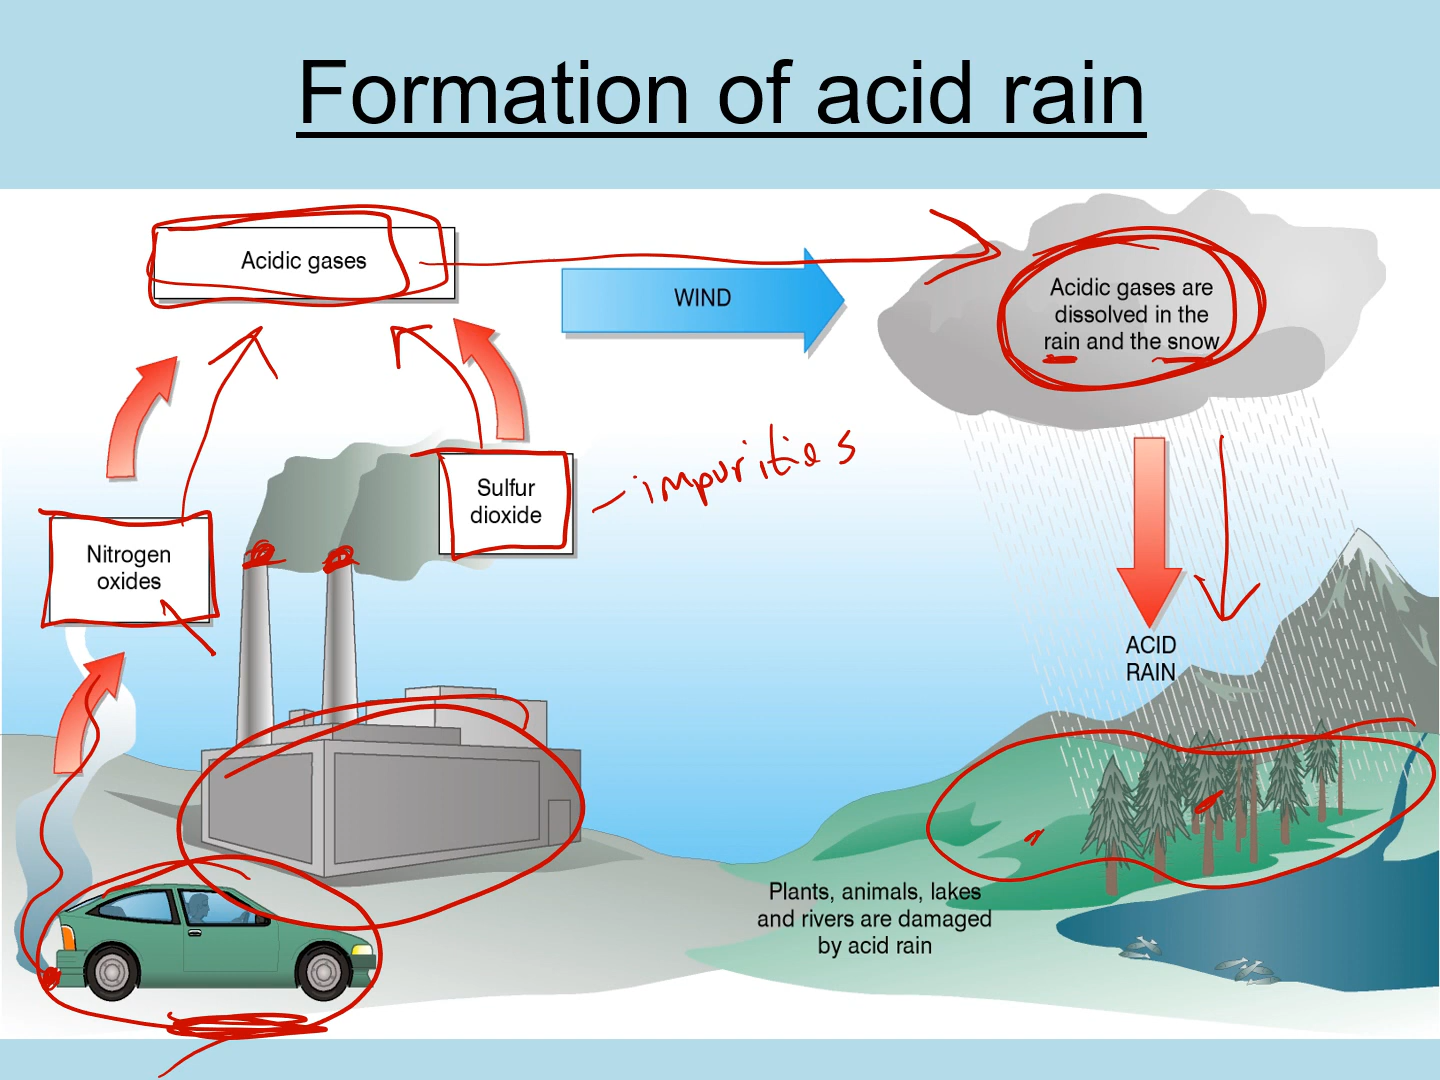 Formation of acid rain
Acidic gases
WIND
Acidic gases are
dissolved in the
rain and the snow
Sulfur
dioxide
impurities
Nitrogen
oxides
ACID
RAIN
Plants, animals, lakes
and rivers are damaged
by acid rain